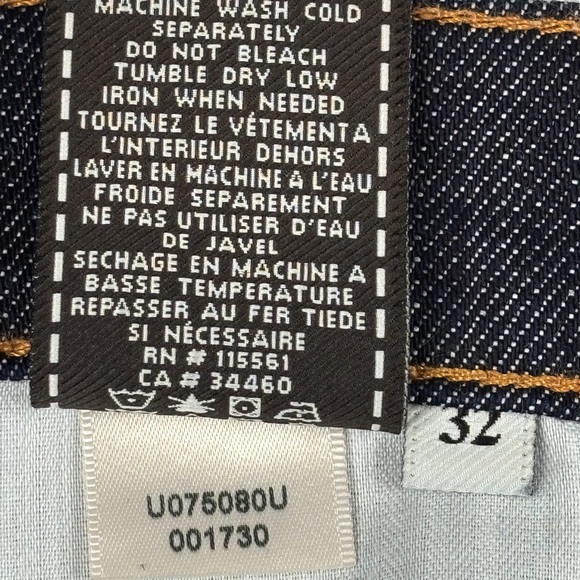 MACHINE WASH COLD
SEPARATELY
DO NOT BLEACH
TUMBLE DRY LOW
IRON WHEN NEEDED
TOURNEZ LE VÉTEMENT A
L'INTERIEUR DEHORS
LAVER EN MACHINE A L'EAU
FROIDE SEPAREMENT
NE PAS UTILISER D'EAU
DE JAVEL
SECHAGE EN MACHINE A
BASSE TEMPERATURE
REPASSER AU FER TIEDE
SI NÉCESSAIRE
RN # 115561
CA # 34460
32
U075080U
001730